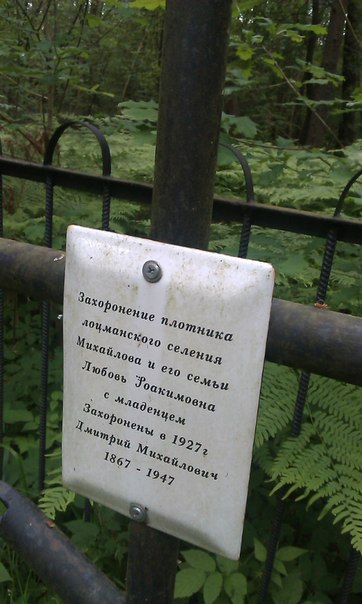 Захоронение плотника
лоцманского селения
Михайлова и его семьи
Любовь Иоакимовна
с младенцем
Захоронены в 1927г
Дмитрий Михайлович
1867 - 1947